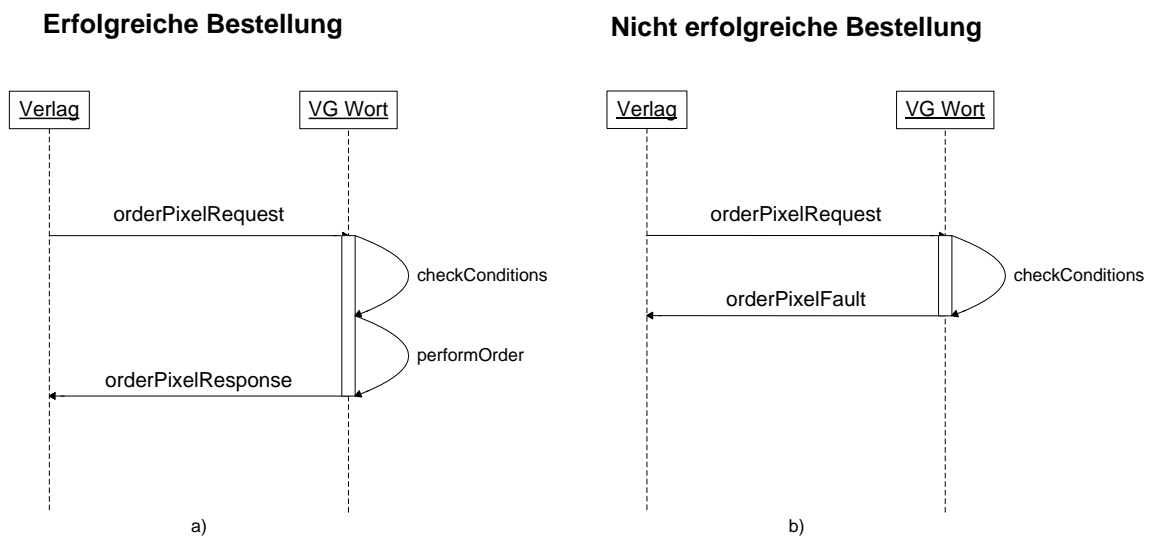 Erfolgreiche Bestellung
Verlag
VG Wort
orderPixelRequest
checkConditions
performOrder
orderPixelResponse
a)
Nicht erfolgreiche Bestellung
Verlag
VG Wort
orderPixelRequest
checkConditions
orderPixelFault
b)